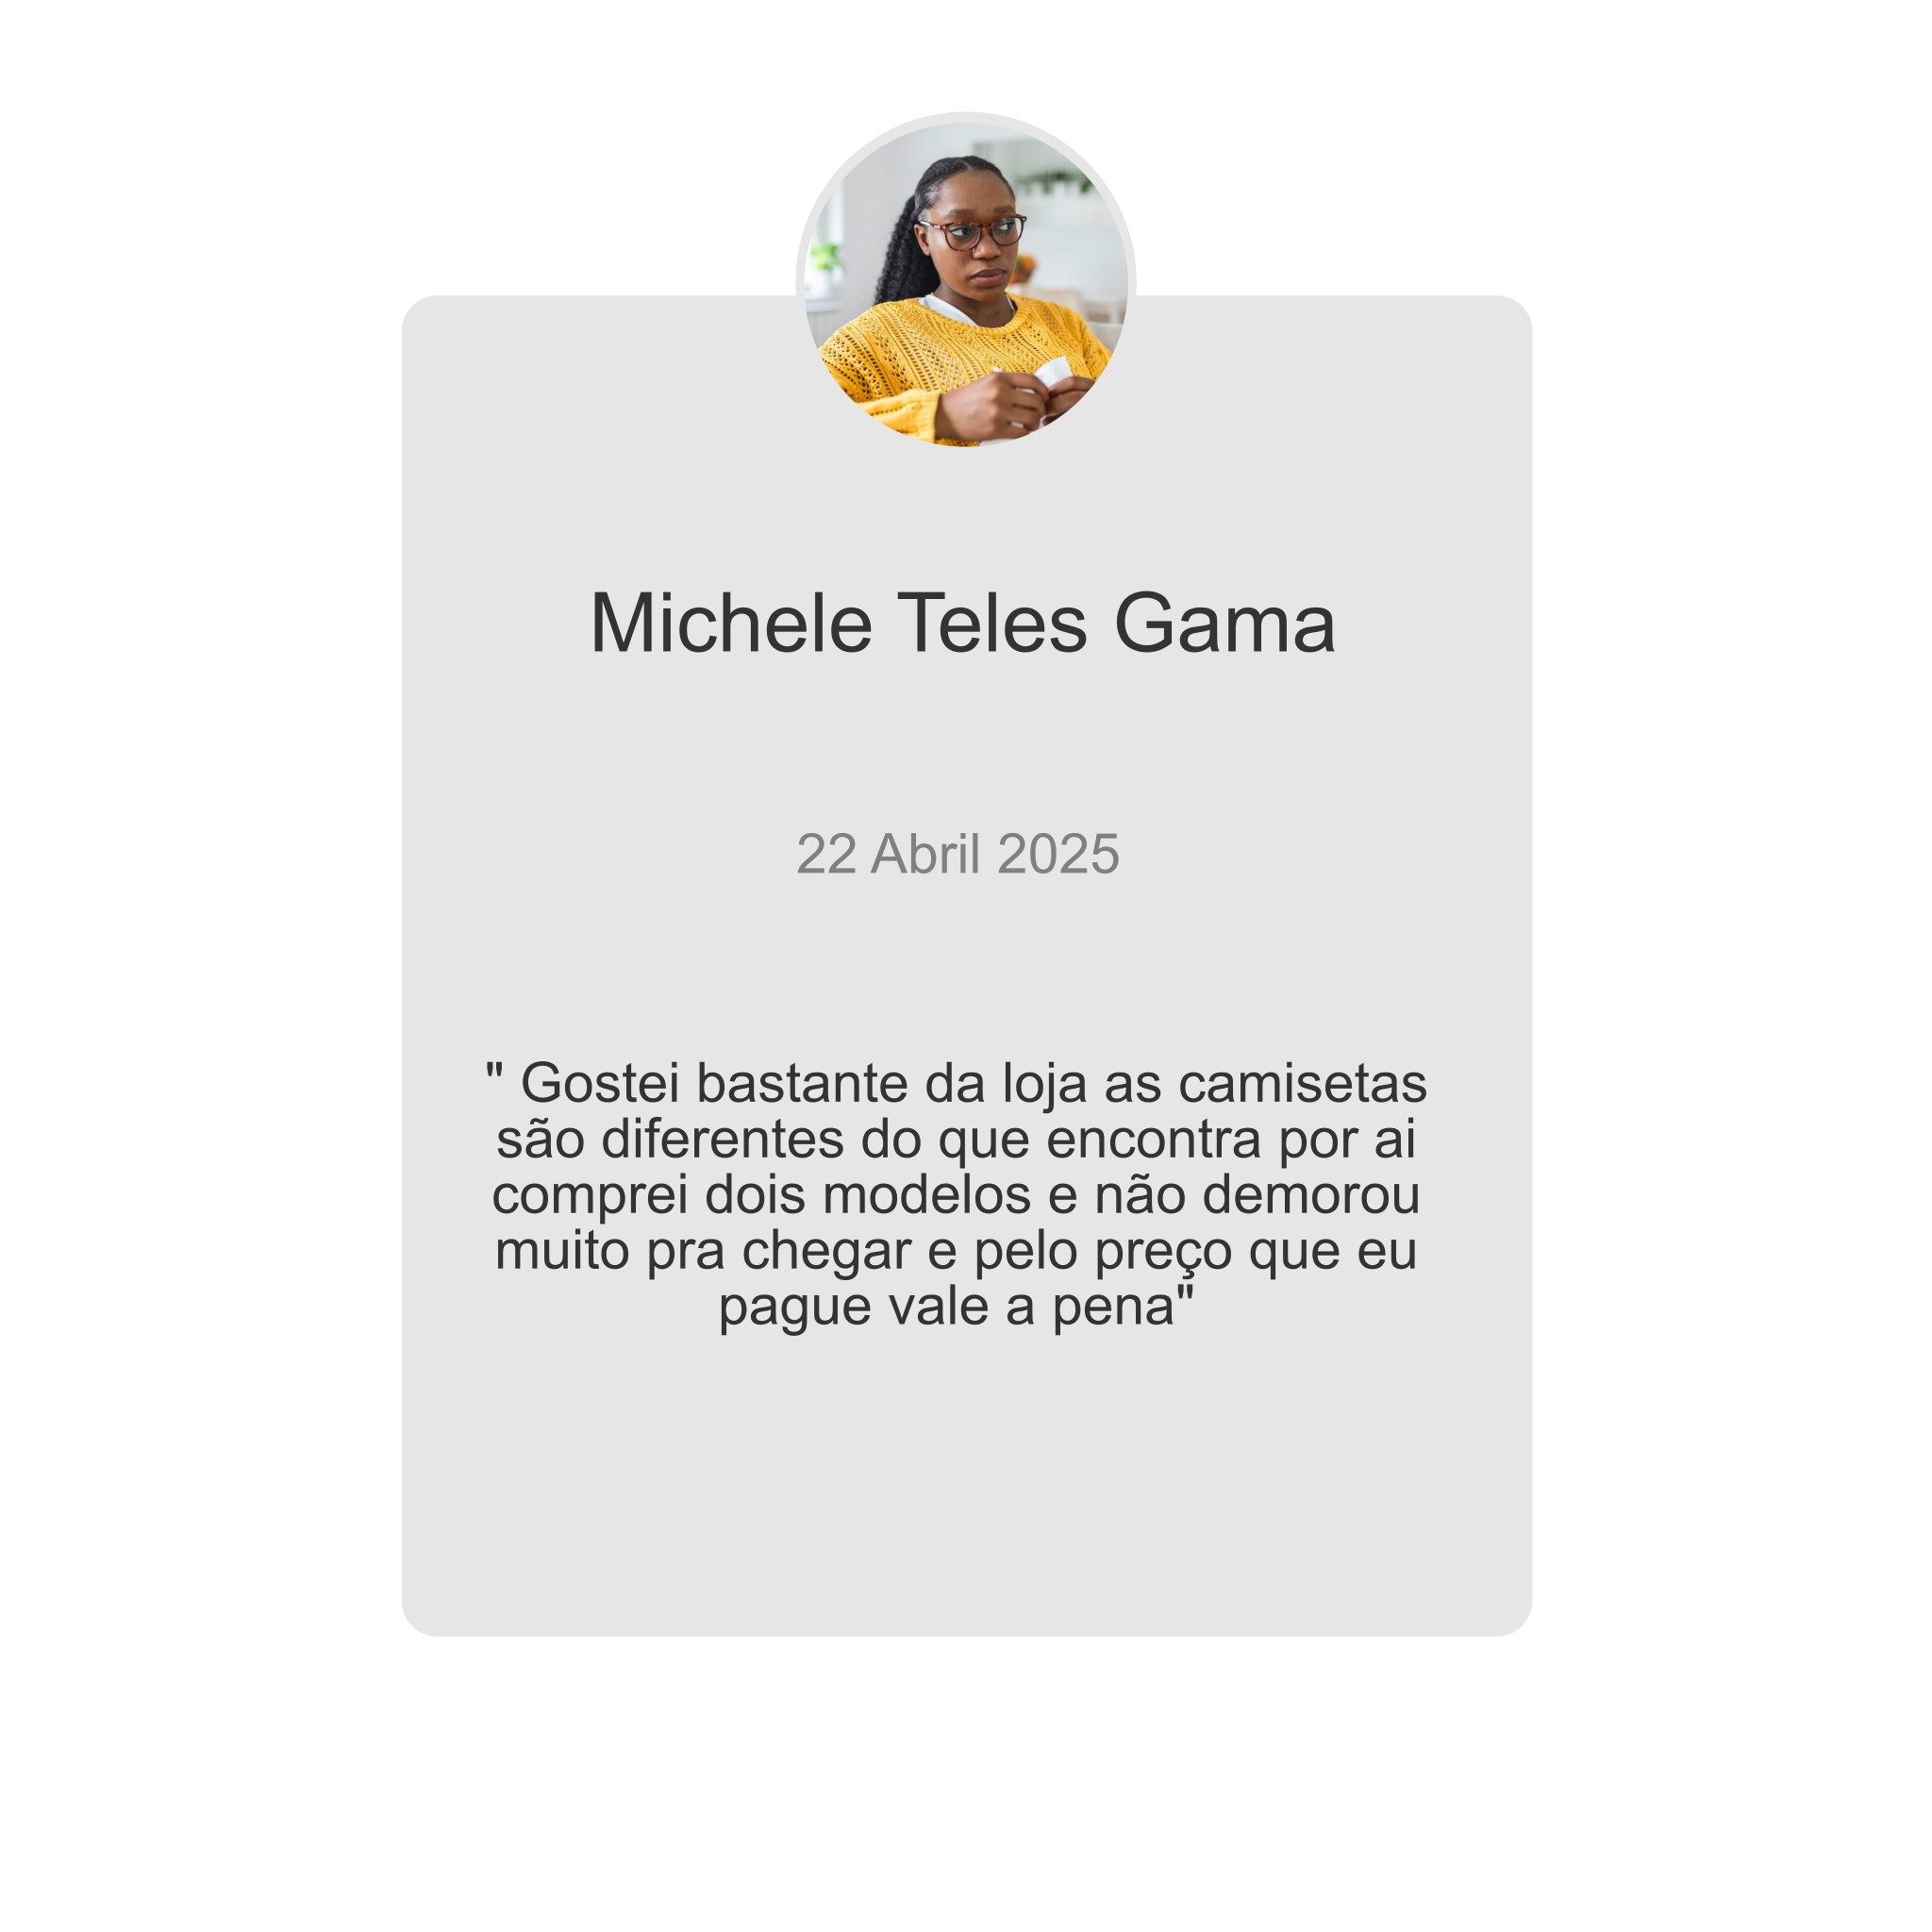 Michele Teles Gama
22 Abril 2025
" Gostei bastante da loja as camisetas
são diferentes do que encontra por ai
comprei dois modelos e não demorou
muito pra chegar e pelo preço que eu
pague vale a pena"